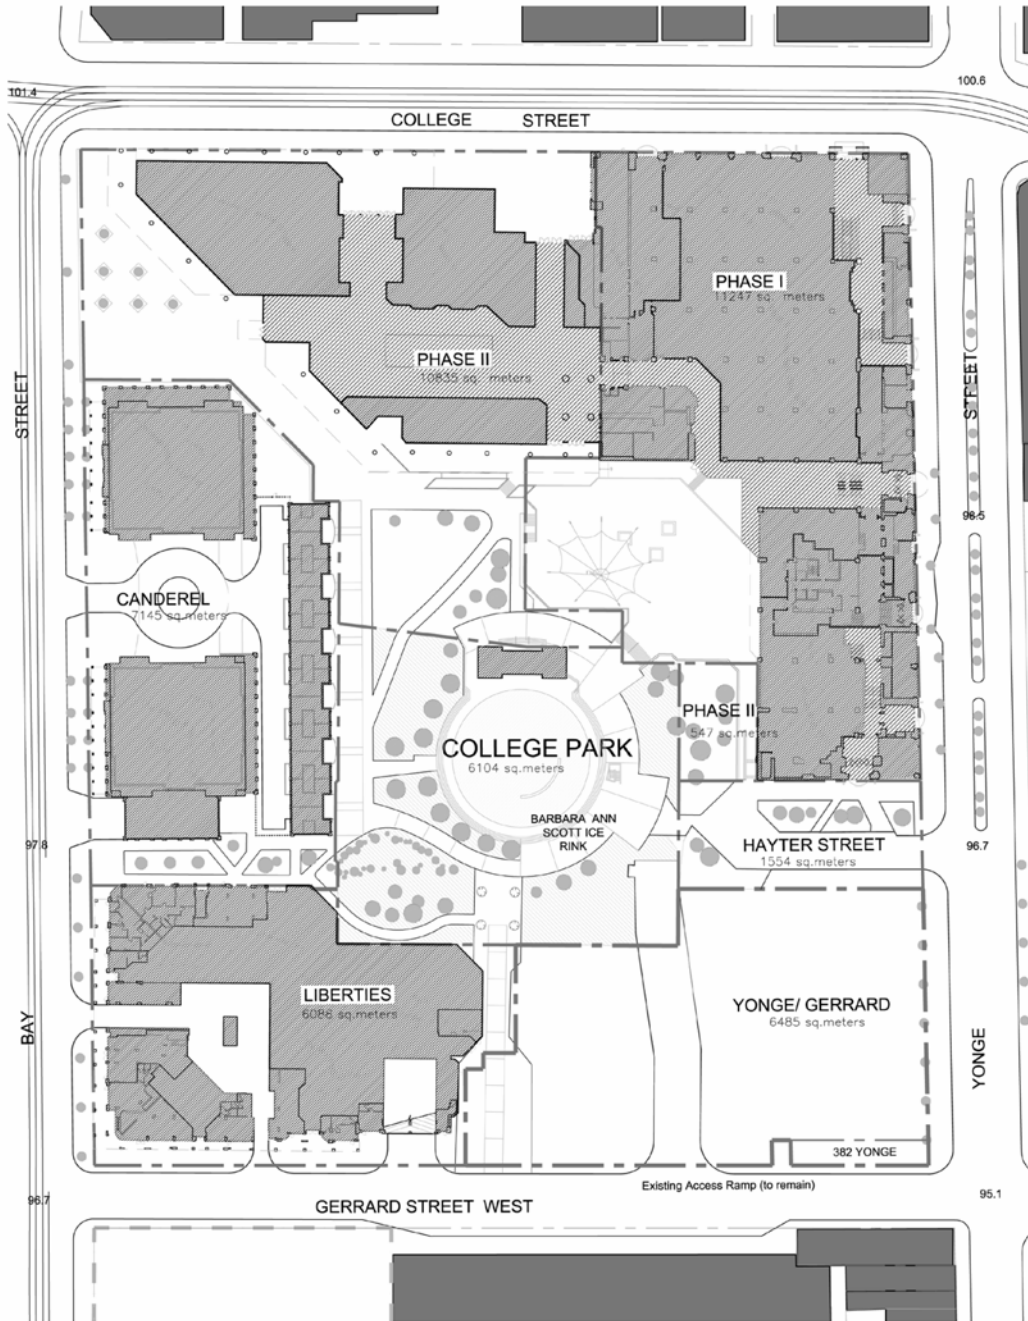 101.4
100.6
COLLEGE STREET
PHASE I
11247 sq. meters
PHASE II
10835 sq. meters
STREET
STFEET
98.5
CANDEREL
7145 sq.meters
PHASE II
547 sq.meters
COLLEGE PARK
6104 sq.meters
BARBARA ANN
SCOTT ICE
RINK
97.8
HAYTER STREET
1554 sq.meters
96.7
LIBERTIES
6086 sq.meters
YONGE/ GERRARD
6485 sq.meters
BAY
YONGE
382 YONGE
Existing Access Ramp (to remain)
96.7
95.1
GERRARD STREET WEST